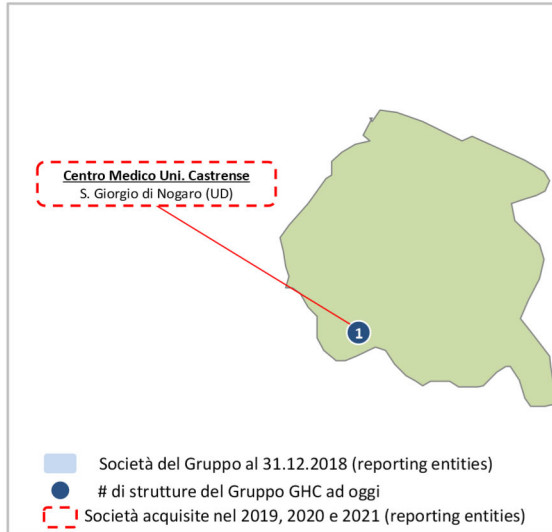 Centro Medico Uni. Castrense
S. Giorgio di Nogaro (UD)
1
Società del Gruppo al 31.12.2018 (reporting entities)
# di strutture del Gruppo GHC ad oggi
Società acquisite nel 2019, 2020 e 2021 (reporting entities)